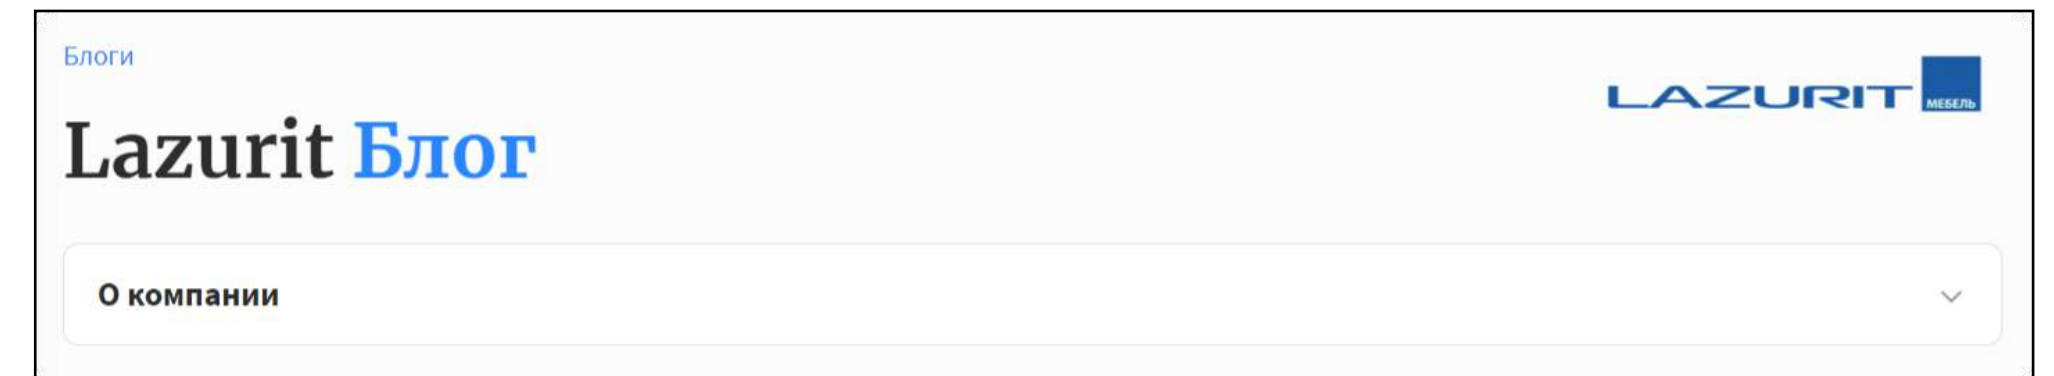 Блоги
LAZURIT
МЕБЕЛЬ
Lazurit Блог
О компании